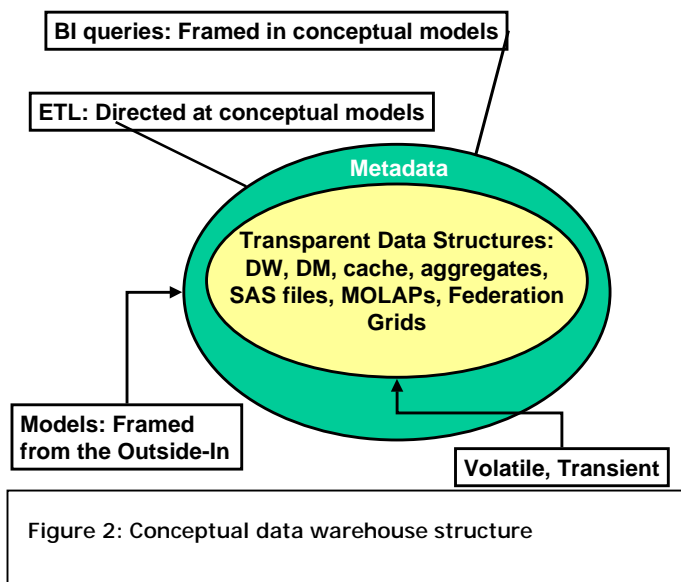 BI queries: Framed in conceptual models
ETL: Directed at conceptual models
Metadata
Transparent Data Structures:
DW, DM, cache, aggregates,
SAS files, MOLAPs, Federation
Grids
Models: Framed
from the Outside-In
Volatile, Transient
Figure 2: Conceptual data warehouse structure